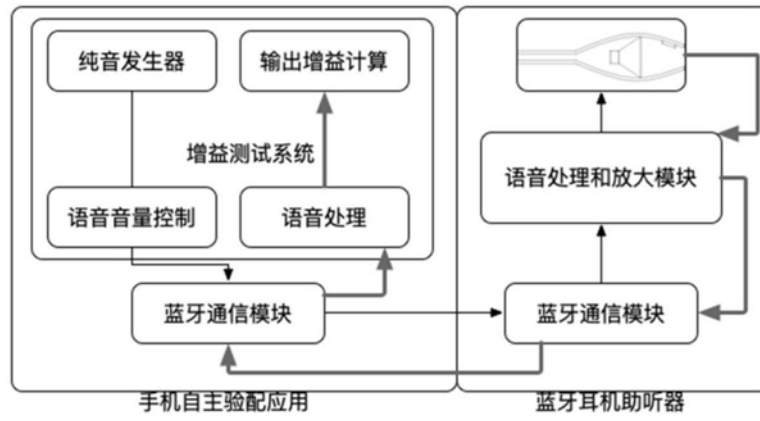 纯音发生器
输出增益计算
增益测试系统
语音音量控制
语音处理
蓝牙通信模块
手机自主验配应用
语音处理和放大模块
蓝牙通信模块
蓝牙耳机助听器